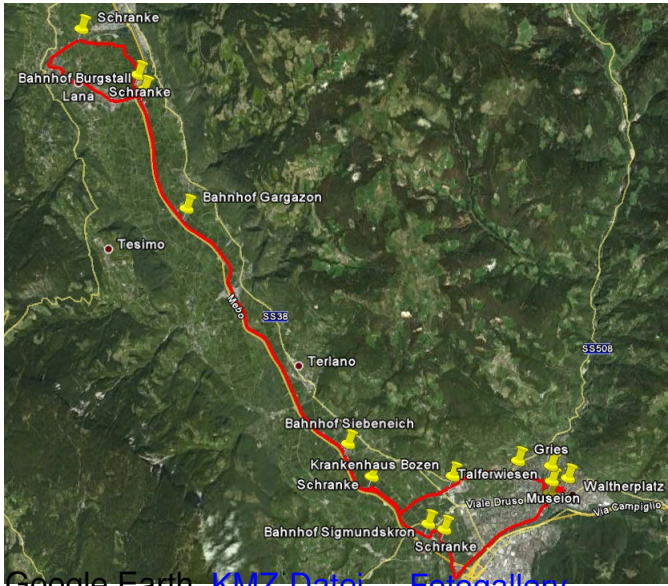 Schranke
Bahnhof Burgstall
Schranke
Lana
Bahnhof Gargazon
Tesimo
Mebo
SS38
SS508
Terlano
Bahnhof Siebeneich
Gries
Krankenhaus Bozen
Talferwiesen
Schranke
Waltherplatz
Viale Druso
Museion
Via Campiglio
Bahnhof Sigmundskron
Schranke
Google Earth KMZ Datei Fotogallery